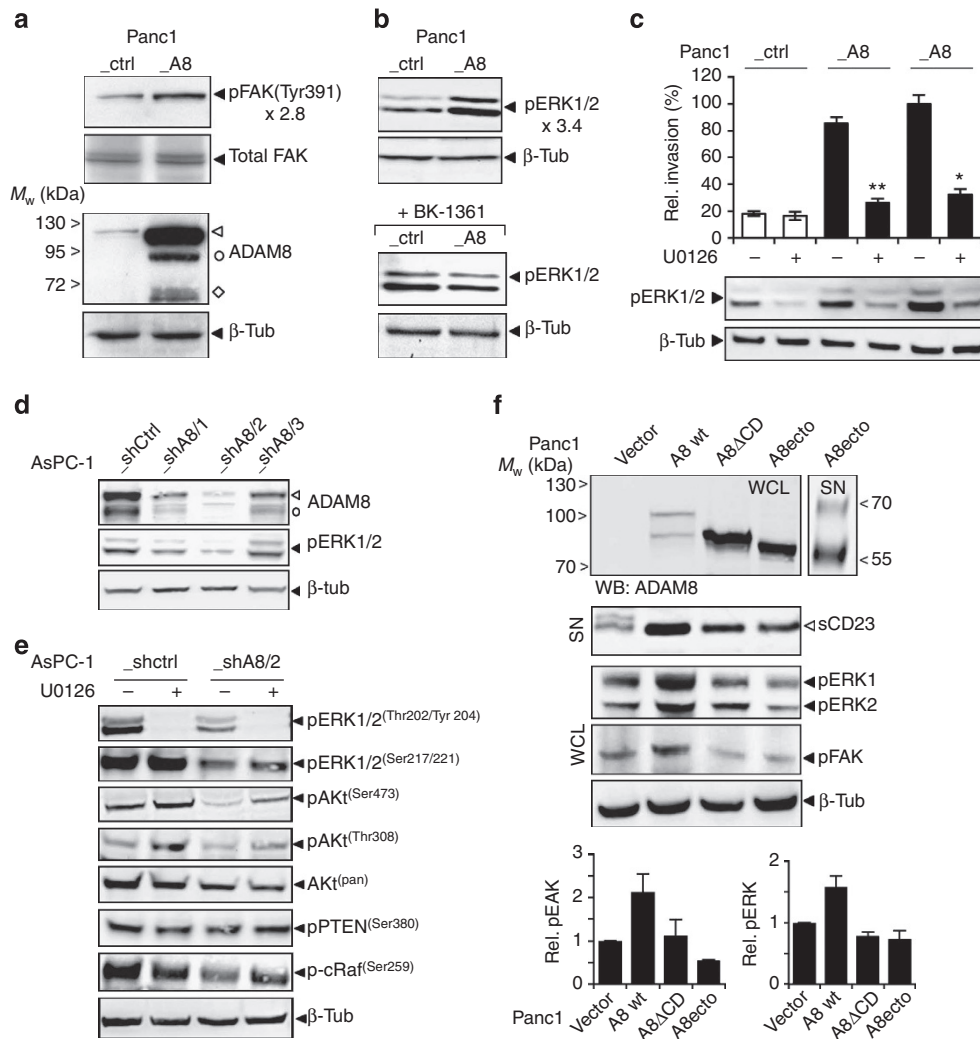 a
Panc1
_ctrl _A8
pFAK(Tyr391)
x 2.8
Total FAK
Mw (kDa)
130 >
95 >
72 >
ADAM8
β-Tub
b
Panc1
_ctrl _A8
pERK1/2
x 3.4
β-Tub
+ BK-1361
_ctrl _A8
pERK1/2
β-Tub
c
Panc1 _ctrl _A8 _A8
Rel. invasion (%)
120
100
80
60
40
20
0
** *
U0126 – + – + – +
pERK1/2
β-Tub
d
AsPC-1 _shCtrl _shA8/1 _shA8/2 _shA8/3
ADAM8
pERK1/2
β-tub
e
AsPC-1 _shctrl _shA8/2
U0126 – + – +
pERK1/2(Thr202/Tyr 204)
pERK1/2(Ser217/221)
pAKt(Ser473)
pAKt(Thr308)
AKt(pan)
pPTEN(Ser380)
p-cRaf(Ser259)
β-Tub
f
Panc1 Vector A8 wt A8ΔCD A8ecto A8ecto
Mw (kDa)
130 >
100 >
70 >
WCL
SN
< 70
< 55
WB: ADAM8
SN
sCD23
WCL
pERK1
pERK2
pFAK
β-Tub
Rel. pEAK
3
2
2
1
1
0
Panc1 Vector A8 wt A8ΔCD A8ecto
Rel. pERK
2
2
1
1
0
Vector A8 wt A8ΔCD A8ecto